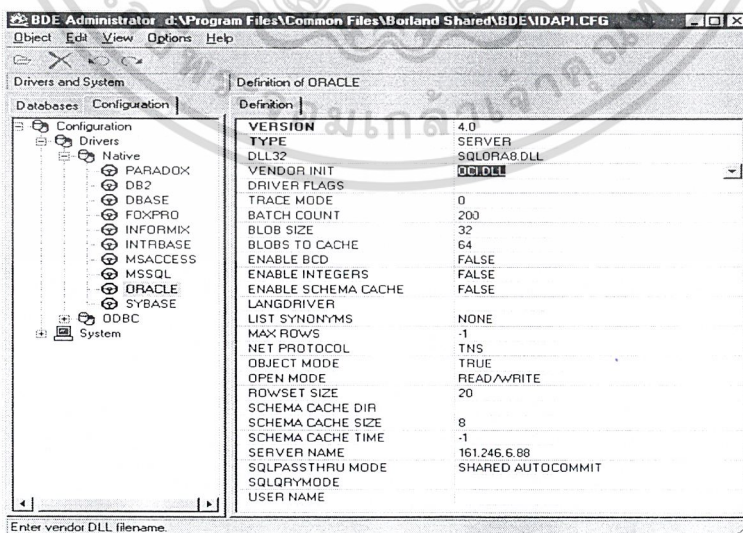 BDE Administrator d:\Program Files\Common Files\Borland Shared\BDE\IDAPI.CFG
Object Edit View Options Help
Drivers and System
Definition of ORACLE
Databases Configuration
Definition
Configuration
Drivers
Native
PARADOX
DB2
DBASE
FOXPRO
INFORMIX
INTRBASE
MSACCESS
MSSQL
ORACLE
SYBASE
ODBC
System
VERSION 4.0
TYPE SERVER
DLL32 SQLORA8.DLL
VENDOR INIT OCI.DLL
DRIVER FLAGS
TRACE MODE 0
BATCH COUNT 200
BLOB SIZE 32
BLOBS TO CACHE 64
ENABLE BCD FALSE
ENABLE INTEGERS FALSE
ENABLE SCHEMA CACHE FALSE
LANGDRIVER
LIST SYNONYMS NONE
MAX ROWS -1
NET PROTOCOL TNS
OBJECT MODE TRUE
OPEN MODE READ/WRITE
ROWSET SIZE 20
SCHEMA CACHE DIR
SCHEMA CACHE SIZE 8
SCHEMA CACHE TIME -1
SERVER NAME 161.246.6.88
SQLPASSTHRU MODE SHARED AUTOCOMMIT
SQLQRYMODE
USER NAME
Enter vendor DLL filename.